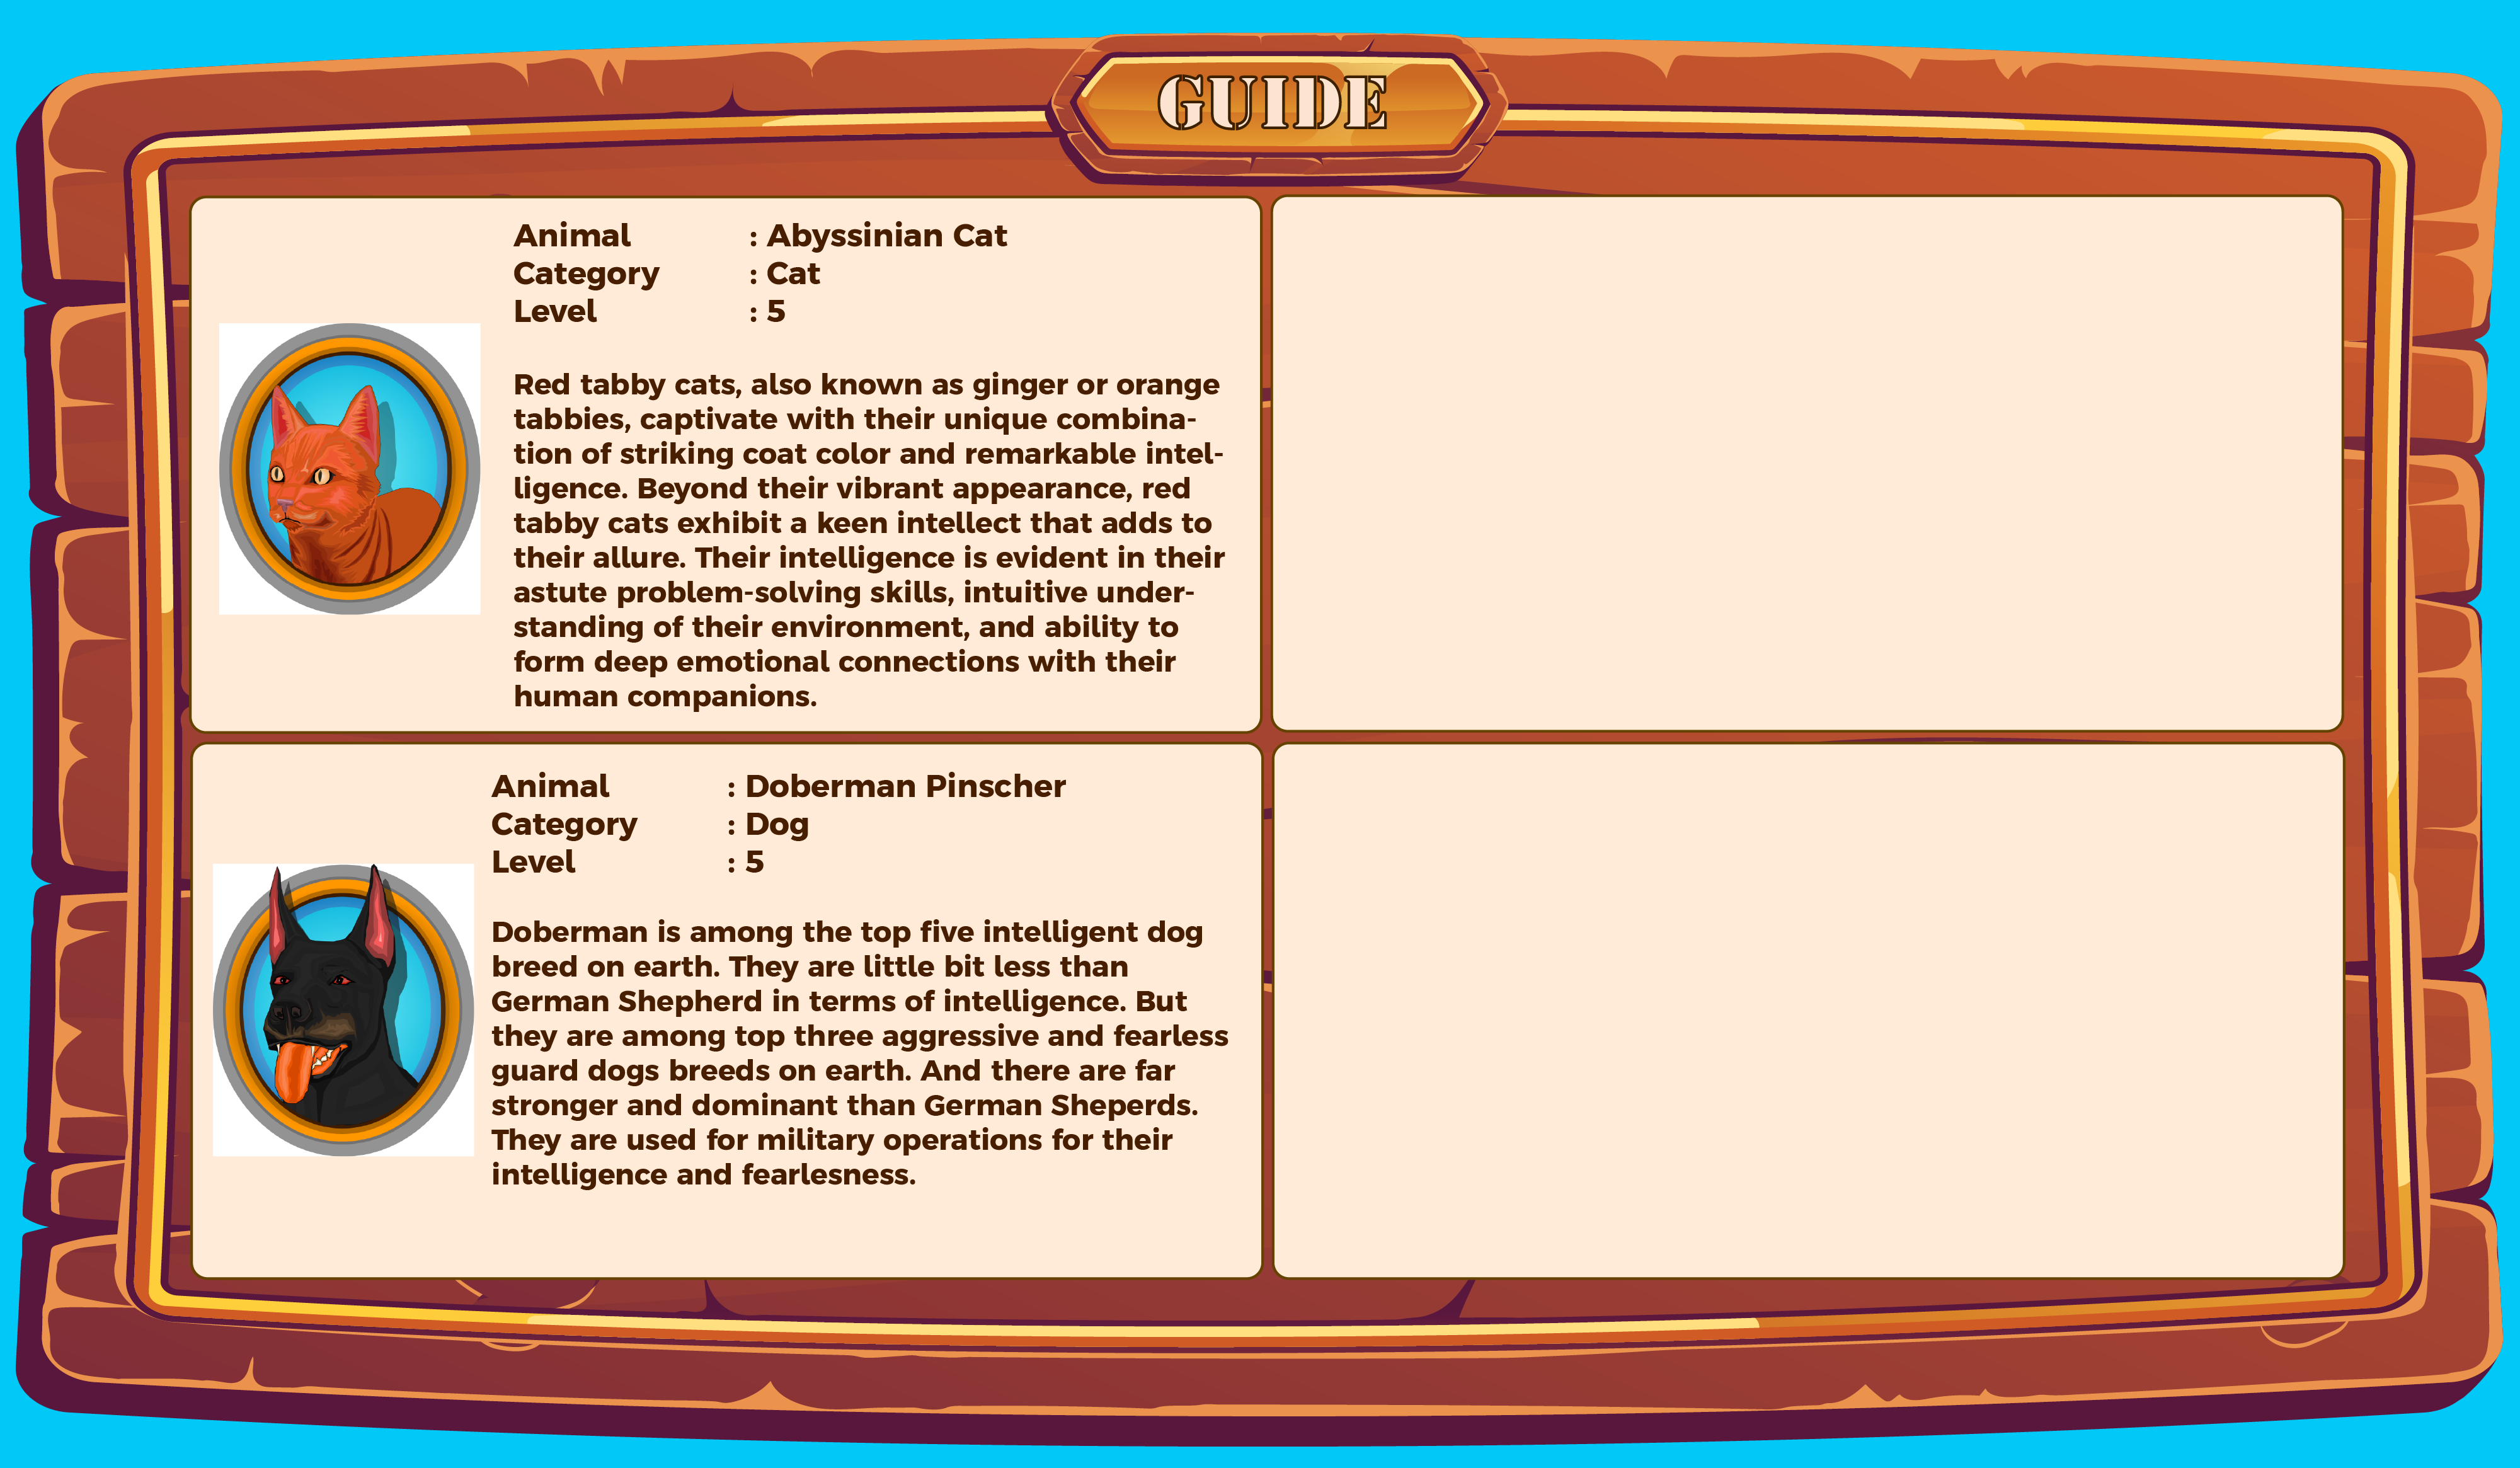 GUIDE
Animal : Abyssinian Cat
Category : Cat
Level : 5
Red tabby cats, also known as ginger or orange
tabbies, captivate with their unique combina-
tion of striking coat color and remarkable intel-
ligence. Beyond their vibrant appearance, red
tabby cats exhibit a keen intellect that adds to
their allure. Their intelligence is evident in their
astute problem-solving skills, intuitive under-
standing of their environment, and ability to
form deep emotional connections with their
human companions.
Animal : Doberman Pinscher
Category : Dog
Level : 5
Doberman is among the top five intelligent dog
breed on earth. They are little bit less than
German Shepherd in terms of intelligence. But
they are among top three aggressive and fearless
guard dogs breeds on earth. And there are far
stronger and dominant than German Sheperds.
They are used for military operations for their
intelligence and fearlesness.